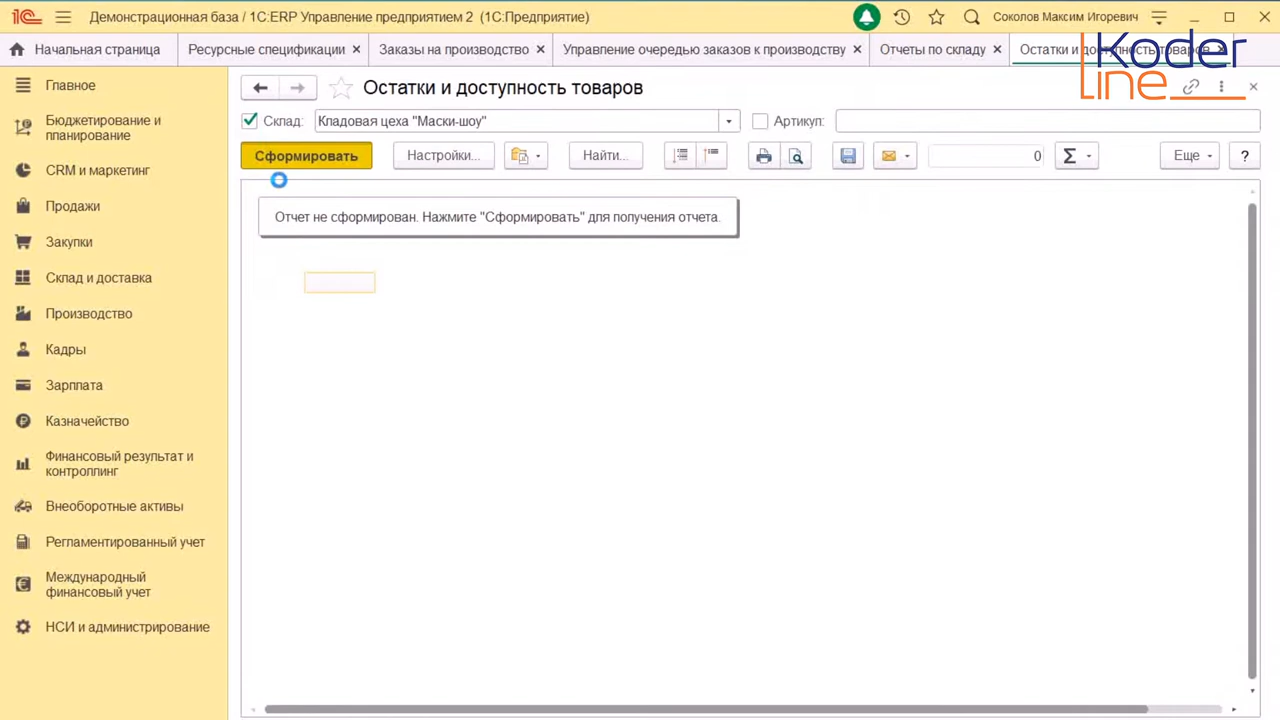 1С Демонстрационная база / 1С:ERP Управление предприятием 2 (1С:Предприятие) Соколов Максим Игоревич
Начальная страница Ресурсные спецификации Заказы на производство Управление очередью заказов к производству Отчеты по складу Остатки и доступность товаров
Koder
line
Главное
Бюджетирование и
планирование
CRM и маркетинг
Продажи
Закупки
Склад и доставка
Производство
Кадры
Зарплата
Казначейство
Финансовый результат и
контроллинг
Внеоборотные активы
Регламентированный учет
Международный
финансовый учет
НСИ и администрирование
Остатки и доступность товаров
Склад: Кладовая цеха "Маски-шоу" Артикул:
Сформировать Настройки... Найти... 0 Σ Еще ?
Отчет не сформирован. Нажмите "Сформировать" для получения отчета.